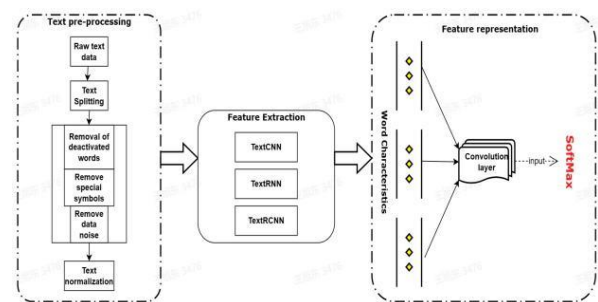 Text pre-processing
Raw text
data
Text
Splitting
Removal of
deactivated
words
Remove
special
symbols
Remove
data
noise
Text
normalization
Feature Extraction
TextCNN
TextRNN
TextRCNN
Feature representation
Word Characteristics
Convolution
layer
input
SoftMax